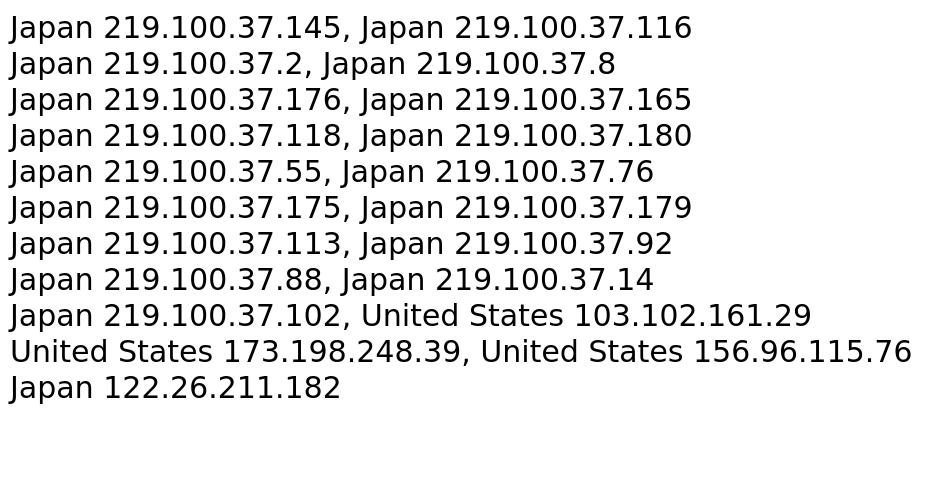 Japan 219.100.37.145, Japan 219.100.37.116
Japan 219.100.37.2, Japan 219.100.37.8
Japan 219.100.37.176, Japan 219.100.37.165
Japan 219.100.37.118, Japan 219.100.37.180
Japan 219.100.37.55, Japan 219.100.37.76
Japan 219.100.37.175, Japan 219.100.37.179
Japan 219.100.37.113, Japan 219.100.37.92
Japan 219.100.37.88, Japan 219.100.37.14
Japan 219.100.37.102, United States 103.102.161.29
United States 173.198.248.39, United States 156.96.115.76
Japan 122.26.211.182